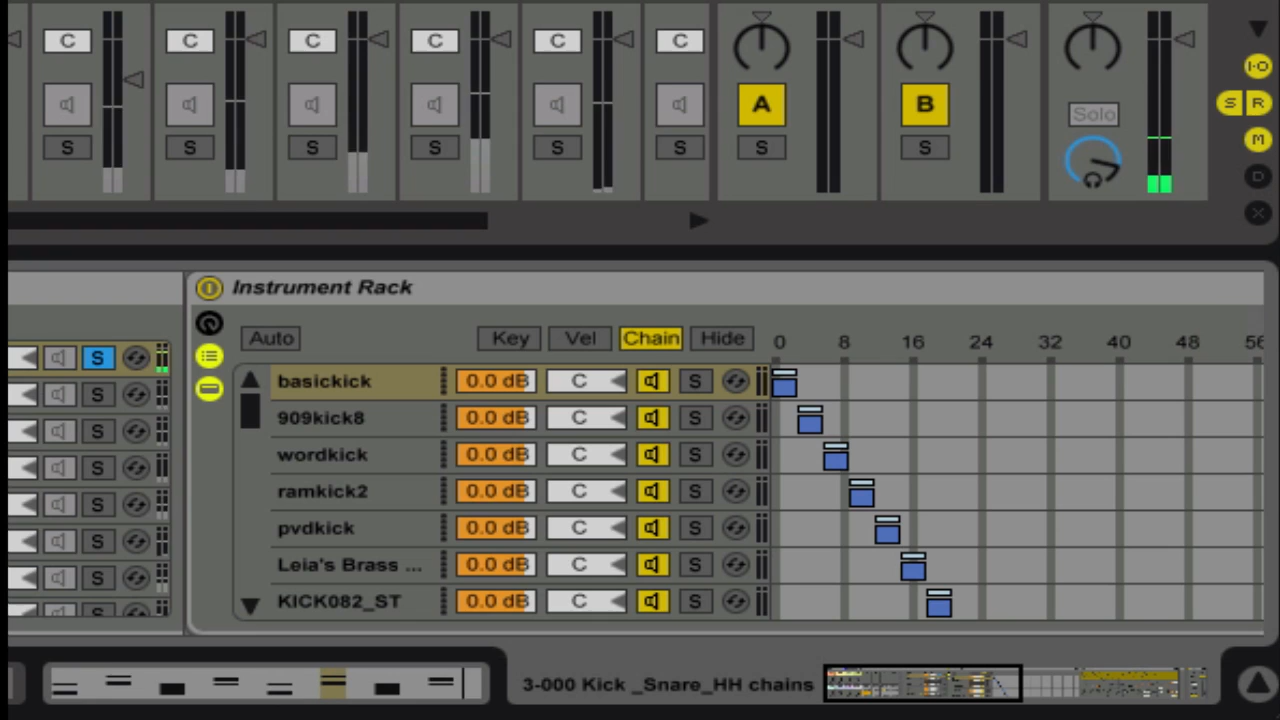 C C C C C C
A B Solo
S S S S S S S
I·O
S R
M
D
Instrument Rack
Auto Key Vel Chain Hide 0 8 16 24 32 40 48 56
S basickick 0.0 dB C S
S 909kick8 0.0 dB C S
S wordkick 0.0 dB C S
S ramkick2 0.0 dB C S
S pvdkick 0.0 dB C S
S Leia's Brass ... 0.0 dB C S
S KICK082_ST 0.0 dB C S
3-000 Kick _Snare_HH chains